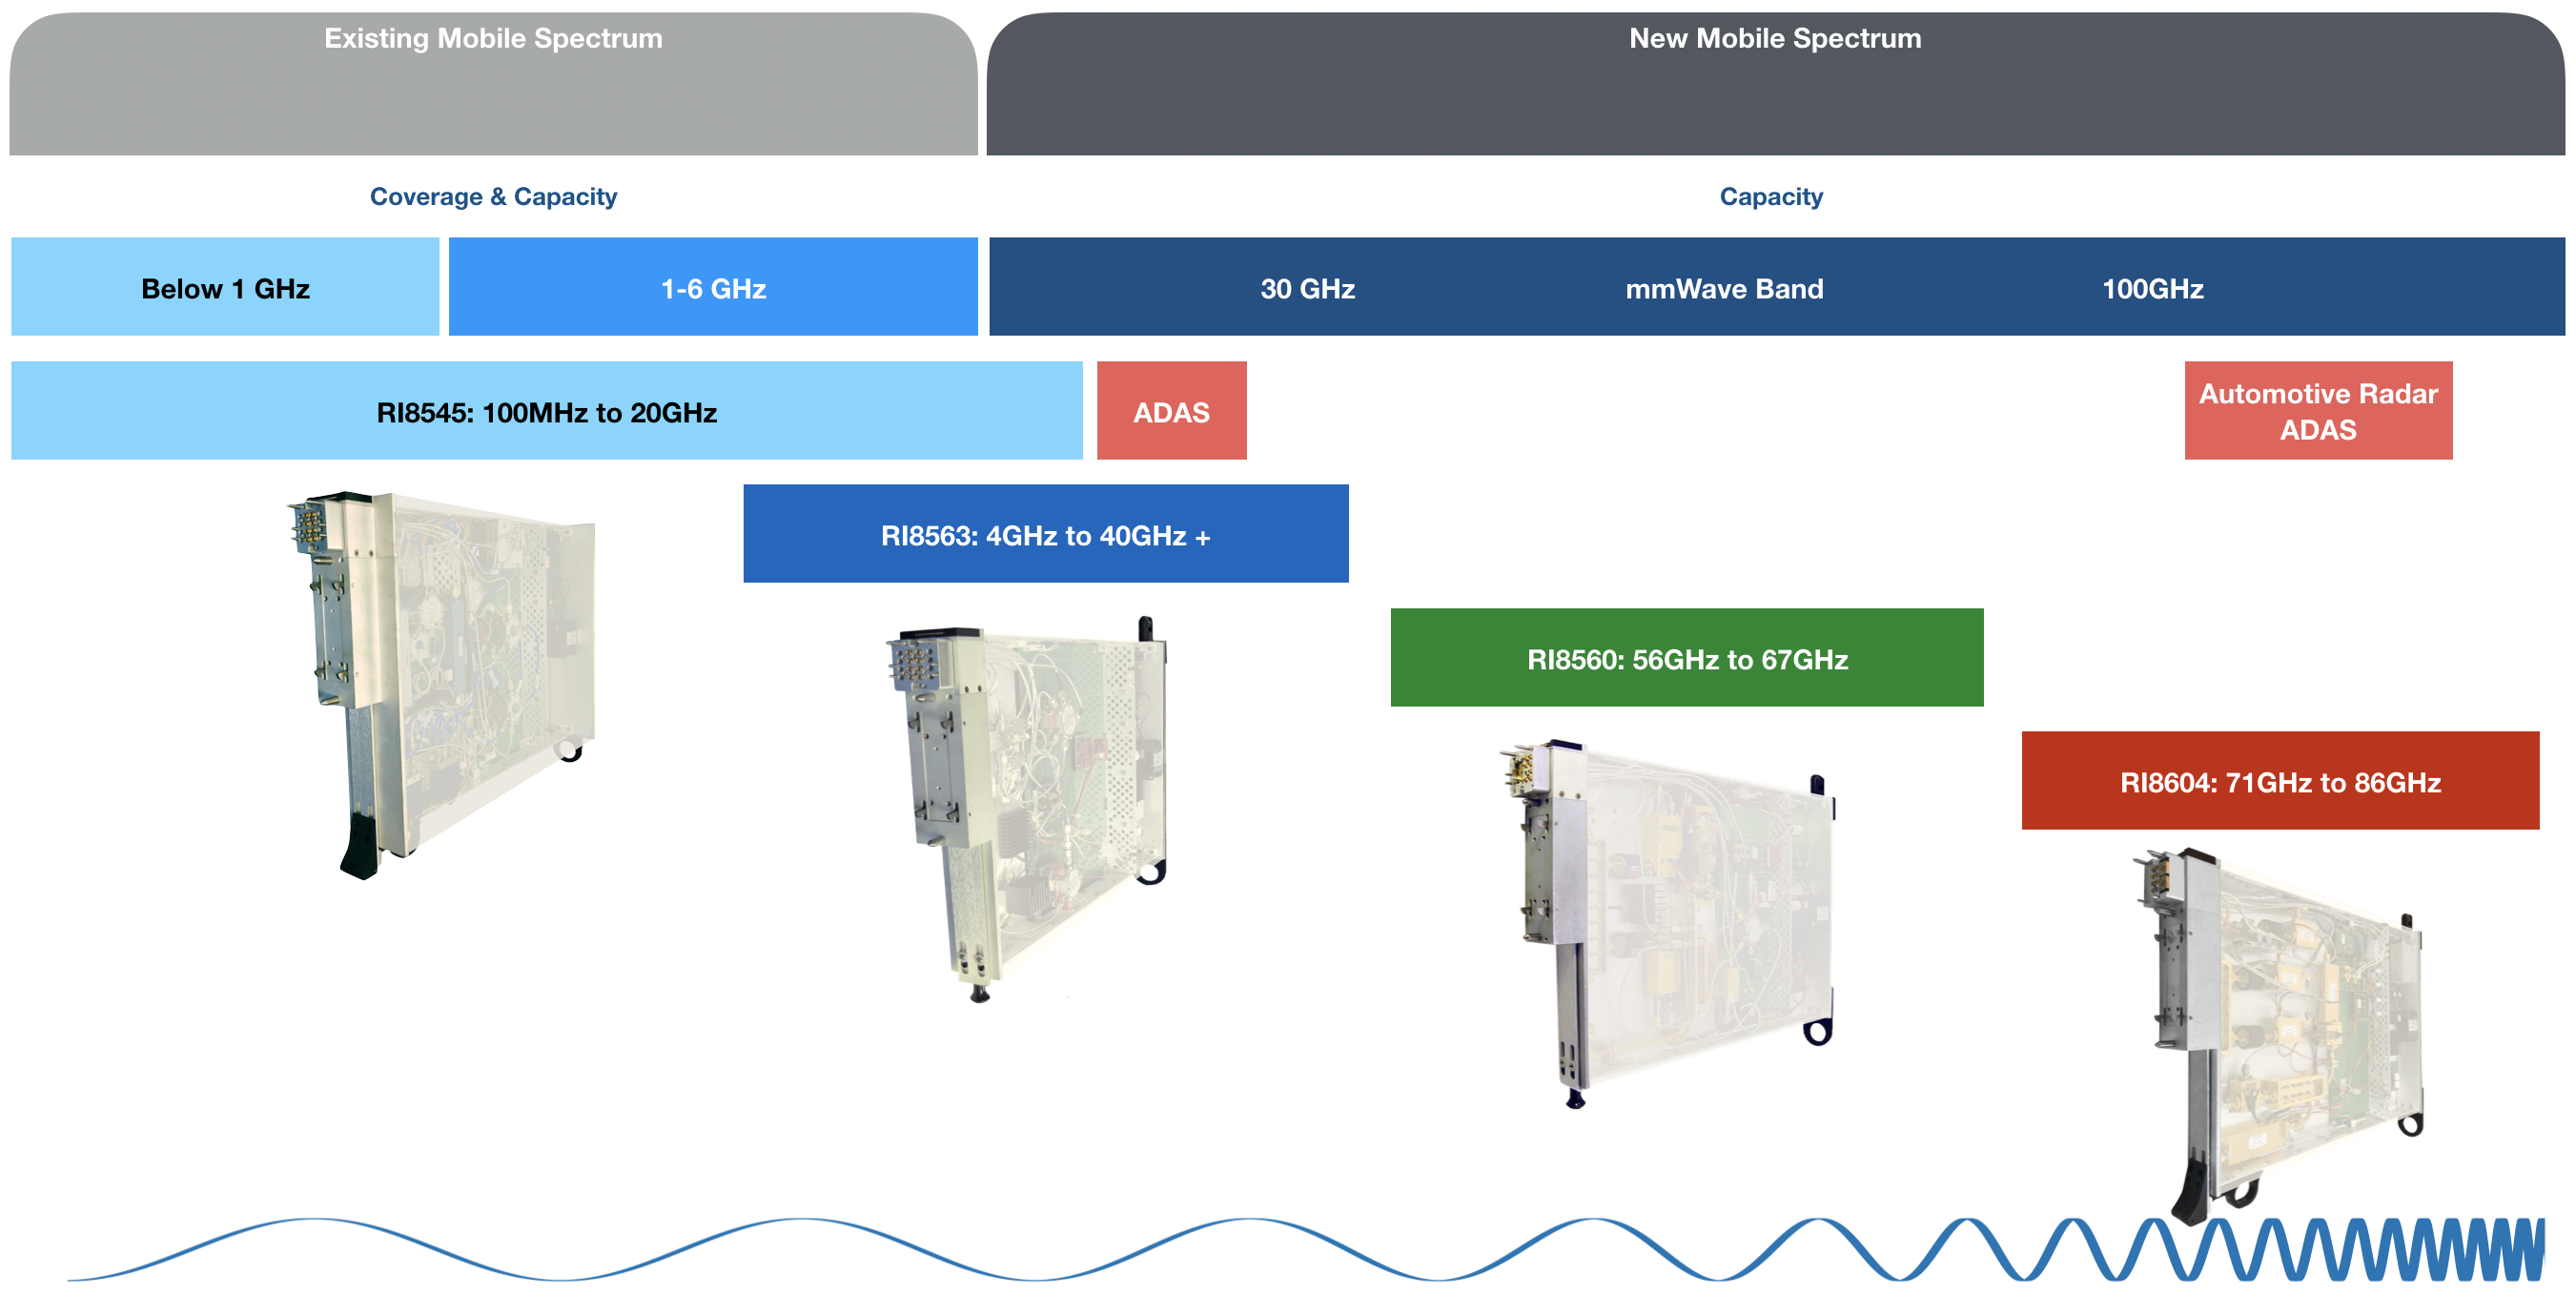 Existing Mobile Spectrum
New Mobile Spectrum
Coverage & Capacity
Capacity
Below 1 GHz
1-6 GHz
30 GHz
mmWave Band
100GHz
RI8545: 100MHz to 20GHz
ADAS
Automotive Radar
ADAS
RI8563: 4GHz to 40GHz +
RI8560: 56GHz to 67GHz
RI8604: 71GHz to 86GHz